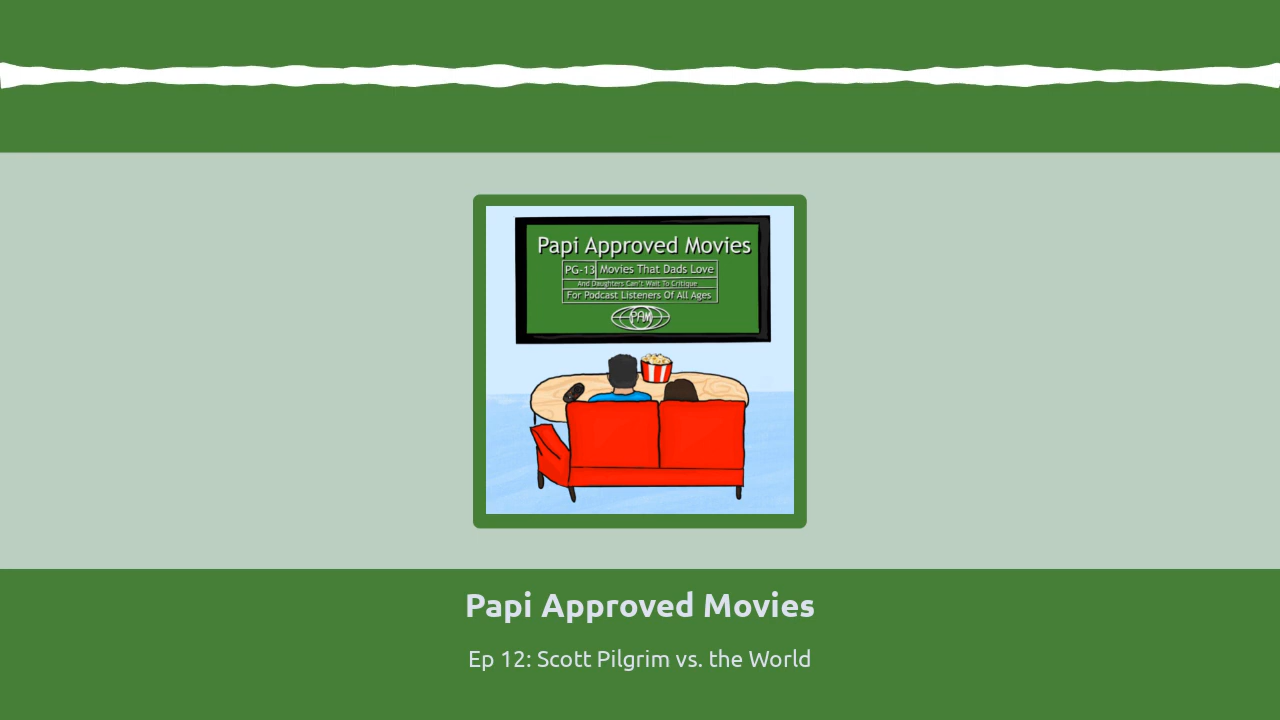 Papi Approved Movies
PG-13 Movies That Dads Love
And Daughters Can't Wait To Critique
For Podcast Listeners Of All Ages
PAM
Papi Approved Movies
Ep 12: Scott Pilgrim vs. the World